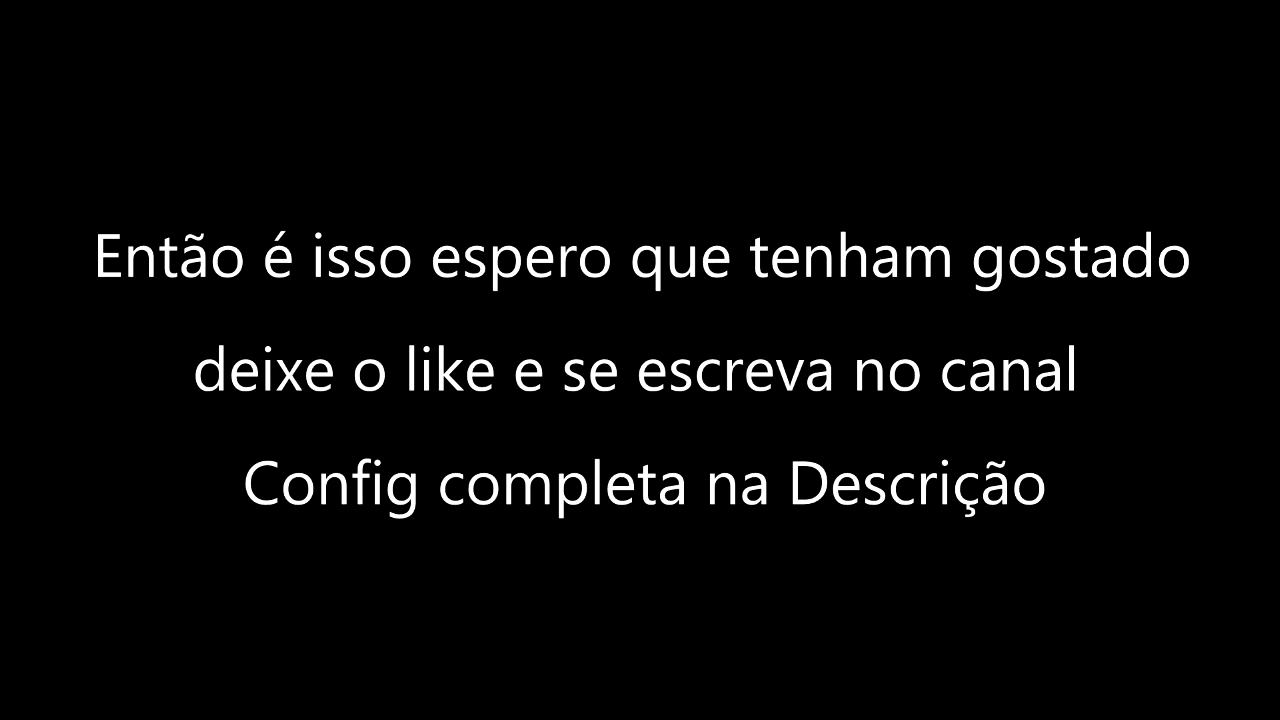 Então é isso espero que tenham gostado
deixe o like e se escreva no canal
Config completa na Descrição